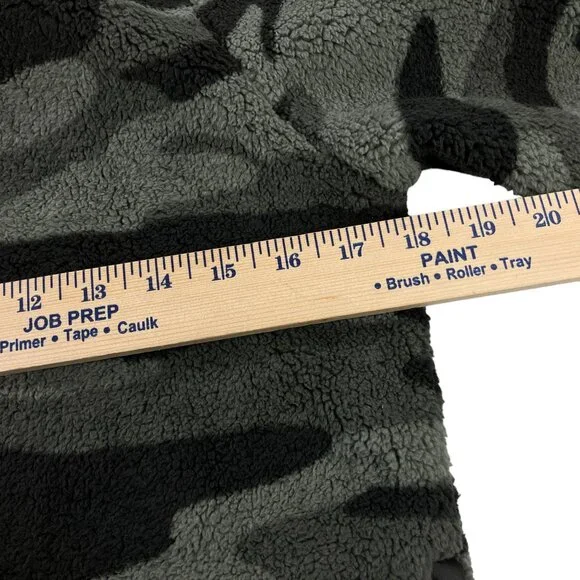 12 13 14 15 16 17 18 19 20
JOB PREP
Primer • Tape • Caulk
PAINT
• Brush • Roller • Tray